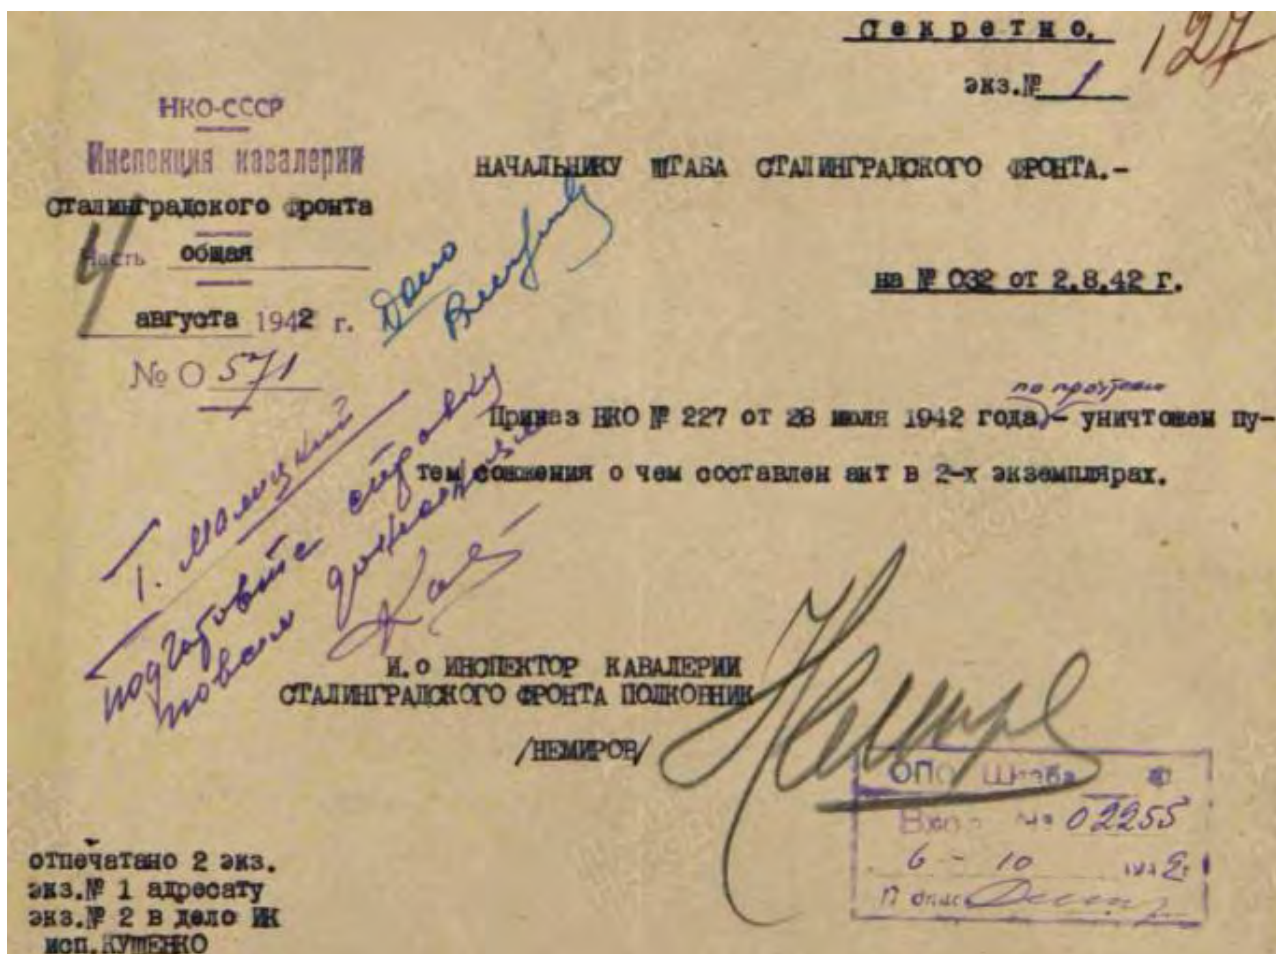 Секретно.
127
экз.№ 1
НКО-СССР
Инспекция кавалерии
Сталинградского фронта
Часть общая
4
августа 1942 г.
№ О 571
НАЧАЛЬНИКУ ШТАБА СТАЛИНГРАДСКОГО ФРОНТА.-
на № 032 от 2.8.42 г.
Дано
по прочтении
Приказ НКО № 227 от 28 июля 1942 года,- уничтожен пу-
тем сожжения о чем составлен акт в 2-х экземплярах.
Т.
подготовьте справку
И.о ИНСПЕКТОР КАВАЛЕРИИ
СТАЛИНГРАДСКОГО ФРОНТА ПОЛКОВНИК
/НЕМИРОВ/
ОПО Штаба
Вход № 02255
6 - 10 1942
отпечатано 2 экз.
экз.№ 1 адресату
экз.№ 2 в дело ИК
исп.КУШЕНКО